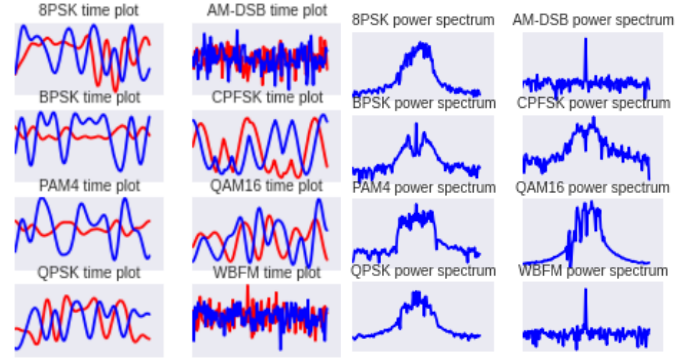 8PSK time plot
AM-DSB time plot
8PSK power spectrum
AM-DSB power spectrum
BPSK time plot
CPFSK time plot
BPSK power spectrum
CPFSK power spectrum
PAM4 time plot
QAM16 time plot
PAM4 power spectrum
QAM16 power spectrum
QPSK time plot
WBFM time plot
QPSK power spectrum
WBFM power spectrum